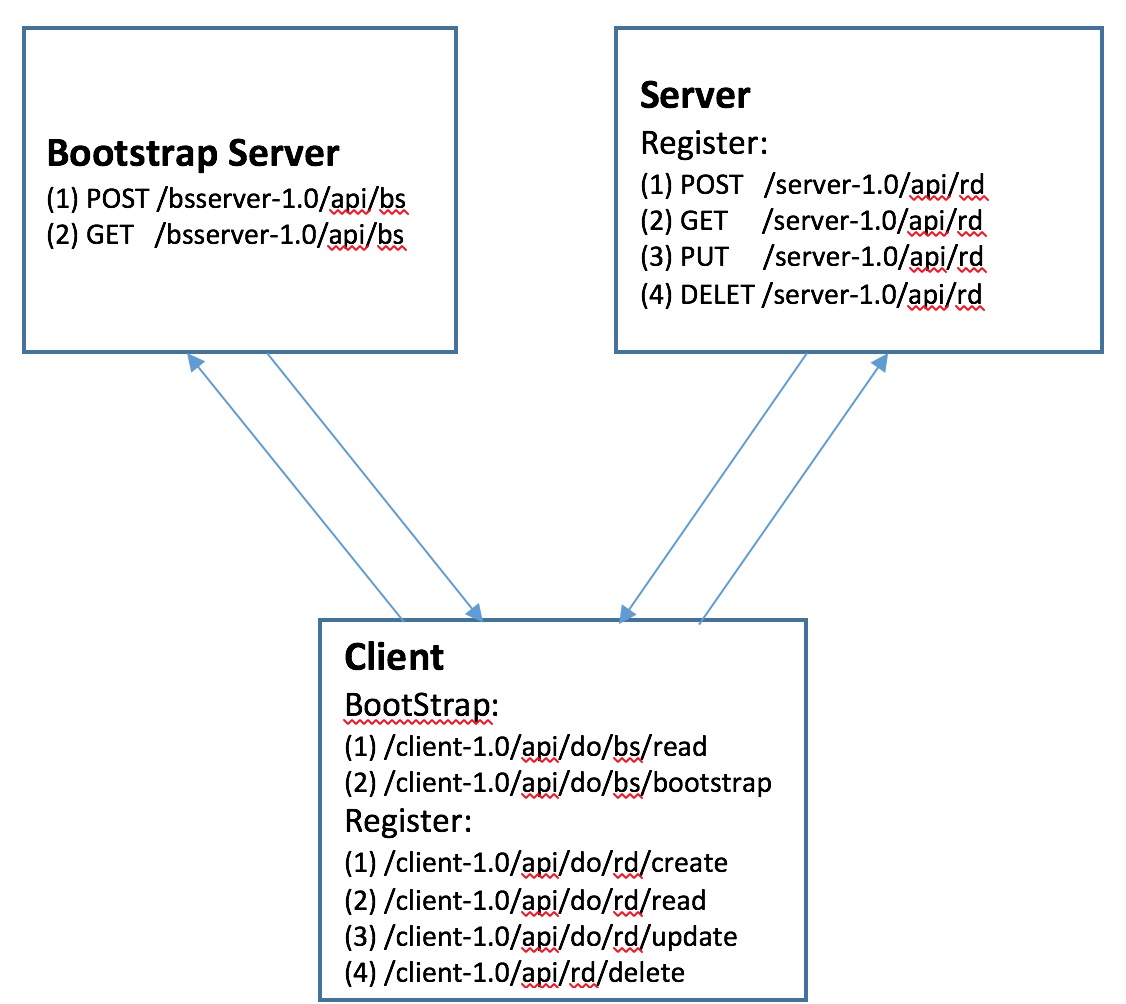 Bootstrap Server
(1) POST /bsserver-1.0/api/bs
(2) GET /bsserver-1.0/api/bs
Server
Register:
(1) POST /server-1.0/api/rd
(2) GET /server-1.0/api/rd
(3) PUT /server-1.0/api/rd
(4) DELET /server-1.0/api/rd
Client
BootStrap:
(1) /client-1.0/api/do/bs/read
(2) /client-1.0/api/do/bs/bootstrap
Register:
(1) /client-1.0/api/do/rd/create
(2) /client-1.0/api/do/rd/read
(3) /client-1.0/api/do/rd/update
(4) /client-1.0/api/rd/delete